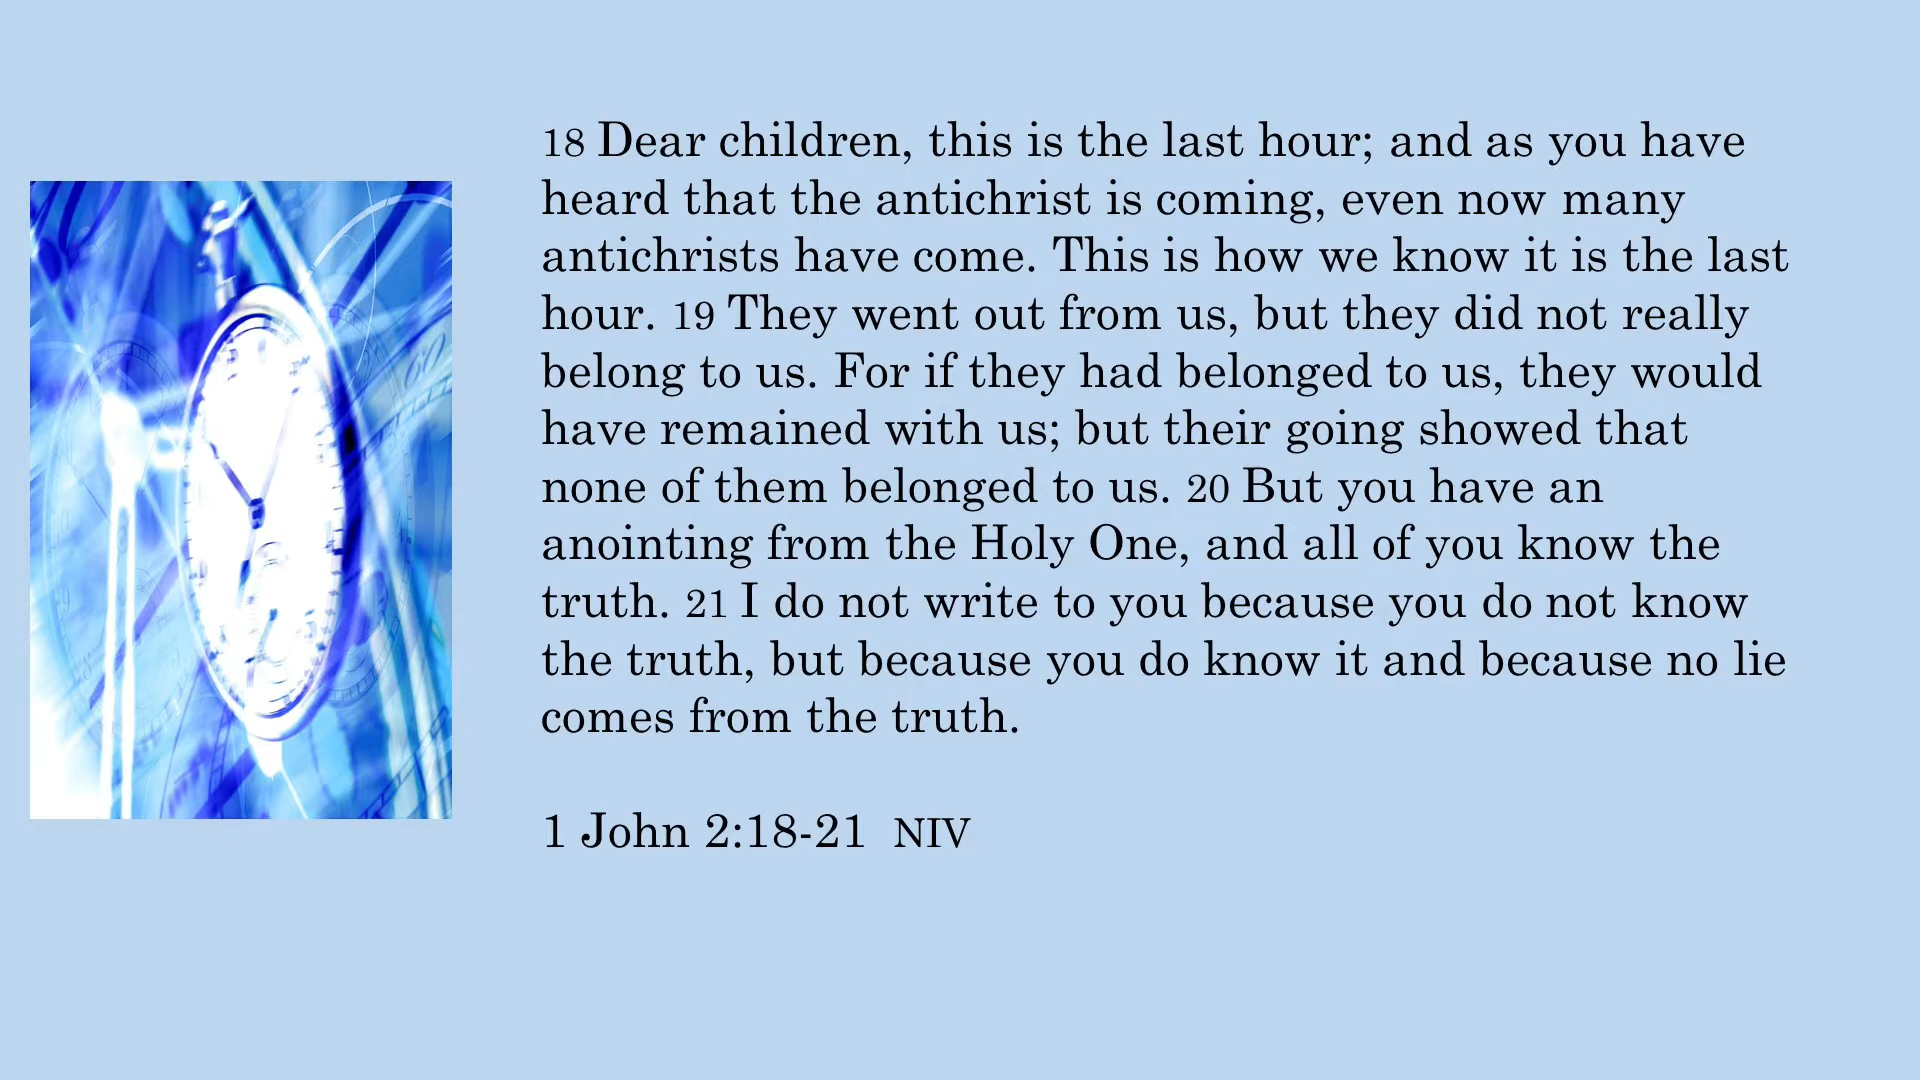 18 Dear children, this is the last hour; and as you have
heard that the antichrist is coming, even now many
antichrists have come. This is how we know it is the last
hour. 19 They went out from us, but they did not really
belong to us. For if they had belonged to us, they would
have remained with us; but their going showed that
none of them belonged to us. 20 But you have an
anointing from the Holy One, and all of you know the
truth. 21 I do not write to you because you do not know
the truth, but because you do know it and because no lie
comes from the truth.
1 John 2:18-21 NIV